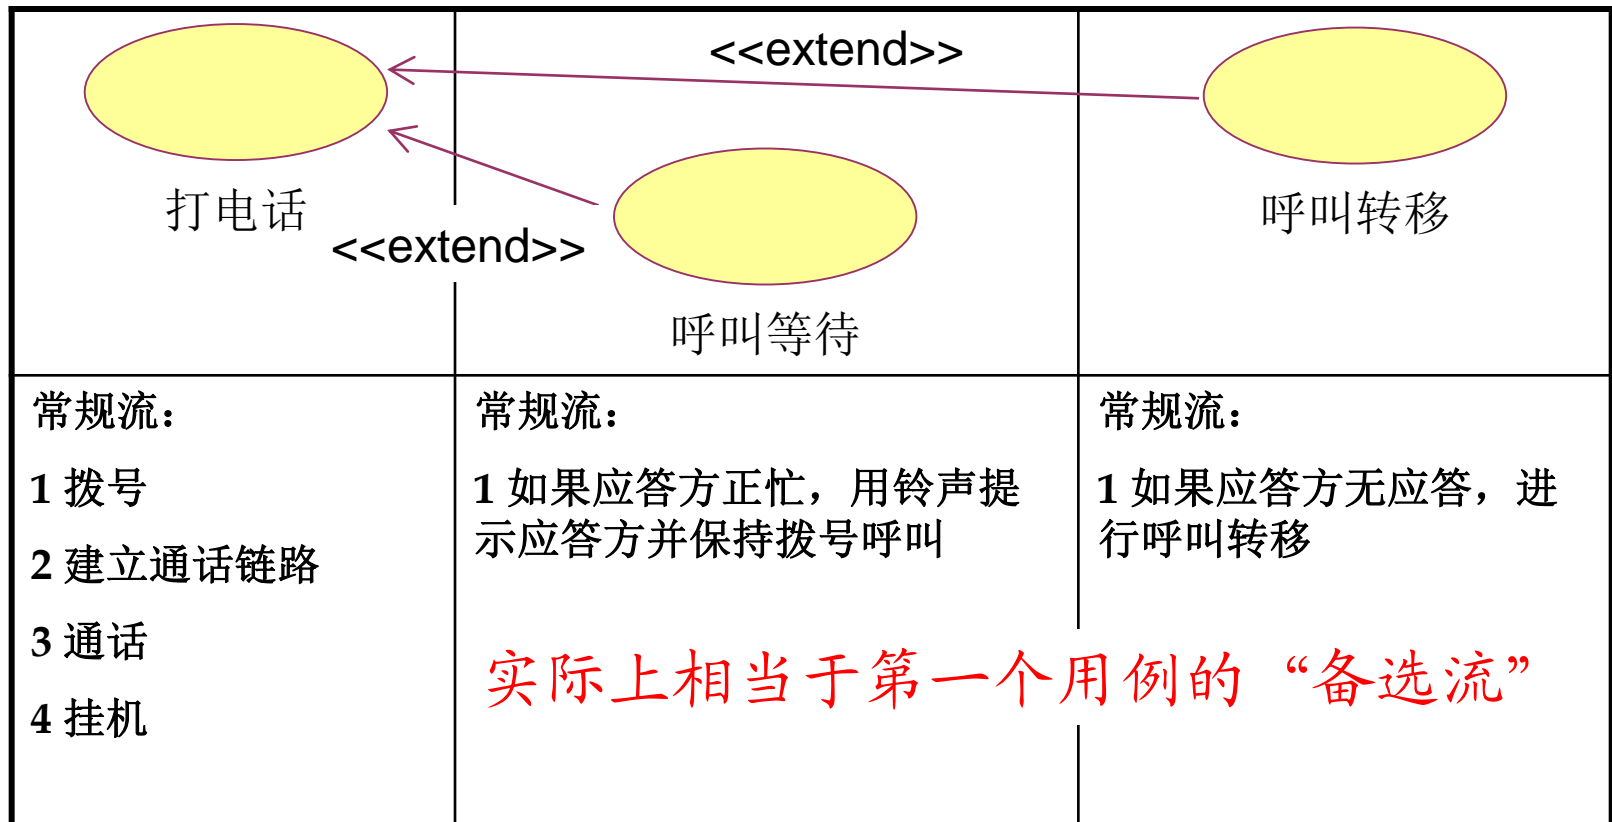 <<extend>>
打电话
呼叫转移
<<extend>>
呼叫等待
常规流：
1 拨号
2 建立通话链路
3 通话
4 挂机
常规流：
1 如果应答方正忙，用铃声提
示应答方并保持拨号呼叫
常规流：
1 如果应答方无应答，进
行呼叫转移
实际上相当于第一个用例的“备选流”